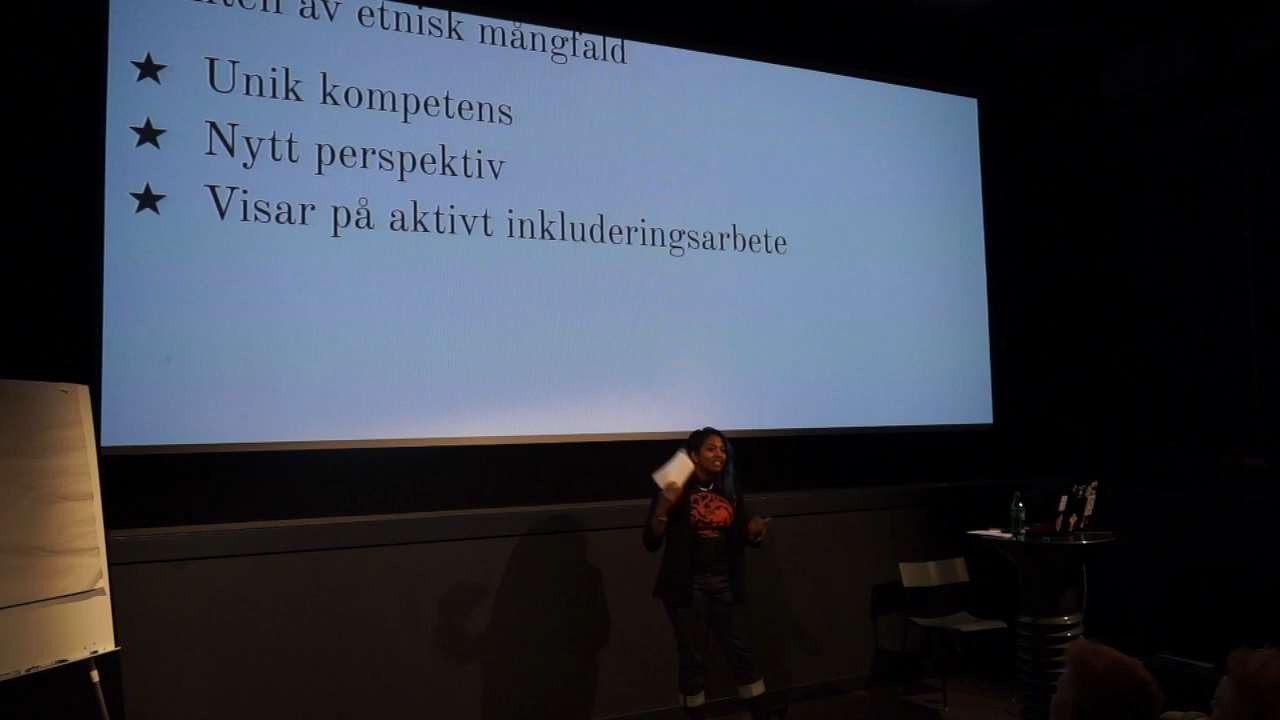 av etnisk mångfald
★ Unik kompetens
★ Nytt perspektiv
★ Visar på aktivt inkluderingsarbete